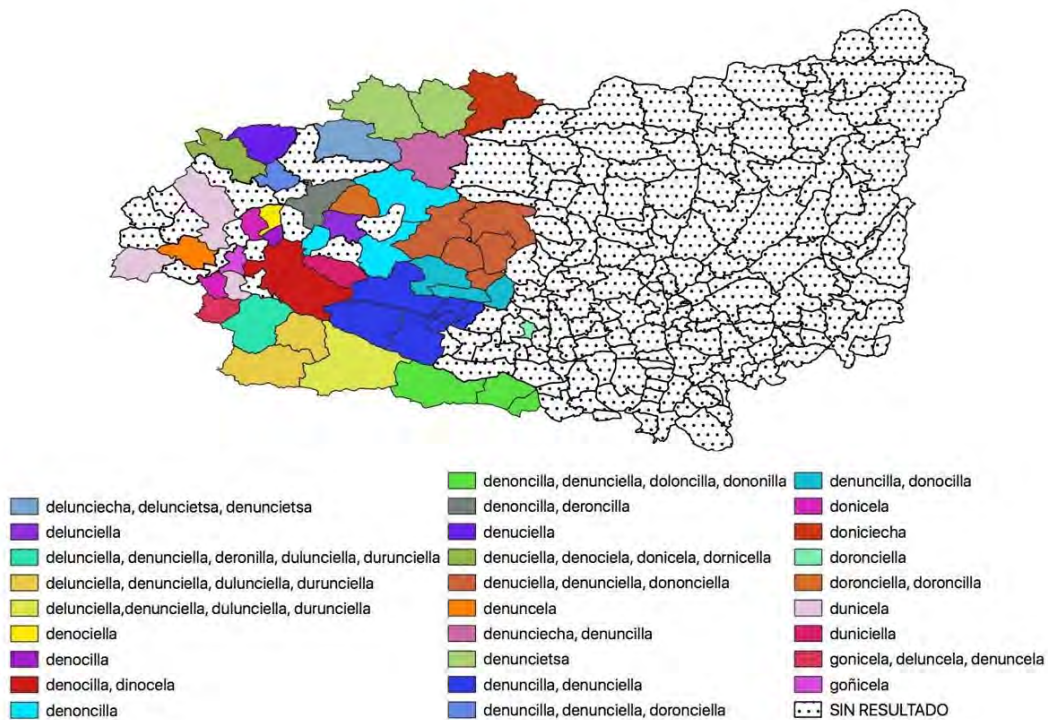 delunciecha, deluncietsa, denuncietsa
delunciella
delunciella, denunciella, deronilla, dulunciella, durunciella
delunciella, denunciella, dulunciella, durunciella
delunciella,denunciella, dulunciella, durunciella
denociella
denocilla
denocilla, dinocela
denoncilla
denoncilla, denunciella, doloncilla, dononilla
denoncilla, deroncilla
denuciella
denuciella, denociela, donicela, dornicella
denuciella, denunciella, dononciella
denuncela
denunciecha, denuncilla
denuncietsa
denuncilla, denunciella
denuncilla, denunciella, doronciella
denuncilla, donocilla
donicela
doniciecha
doronciella
doronciella, doroncilla
dunicela
duniciella
gonicela, deluncela, denuncela
goñicela
SIN RESULTADO